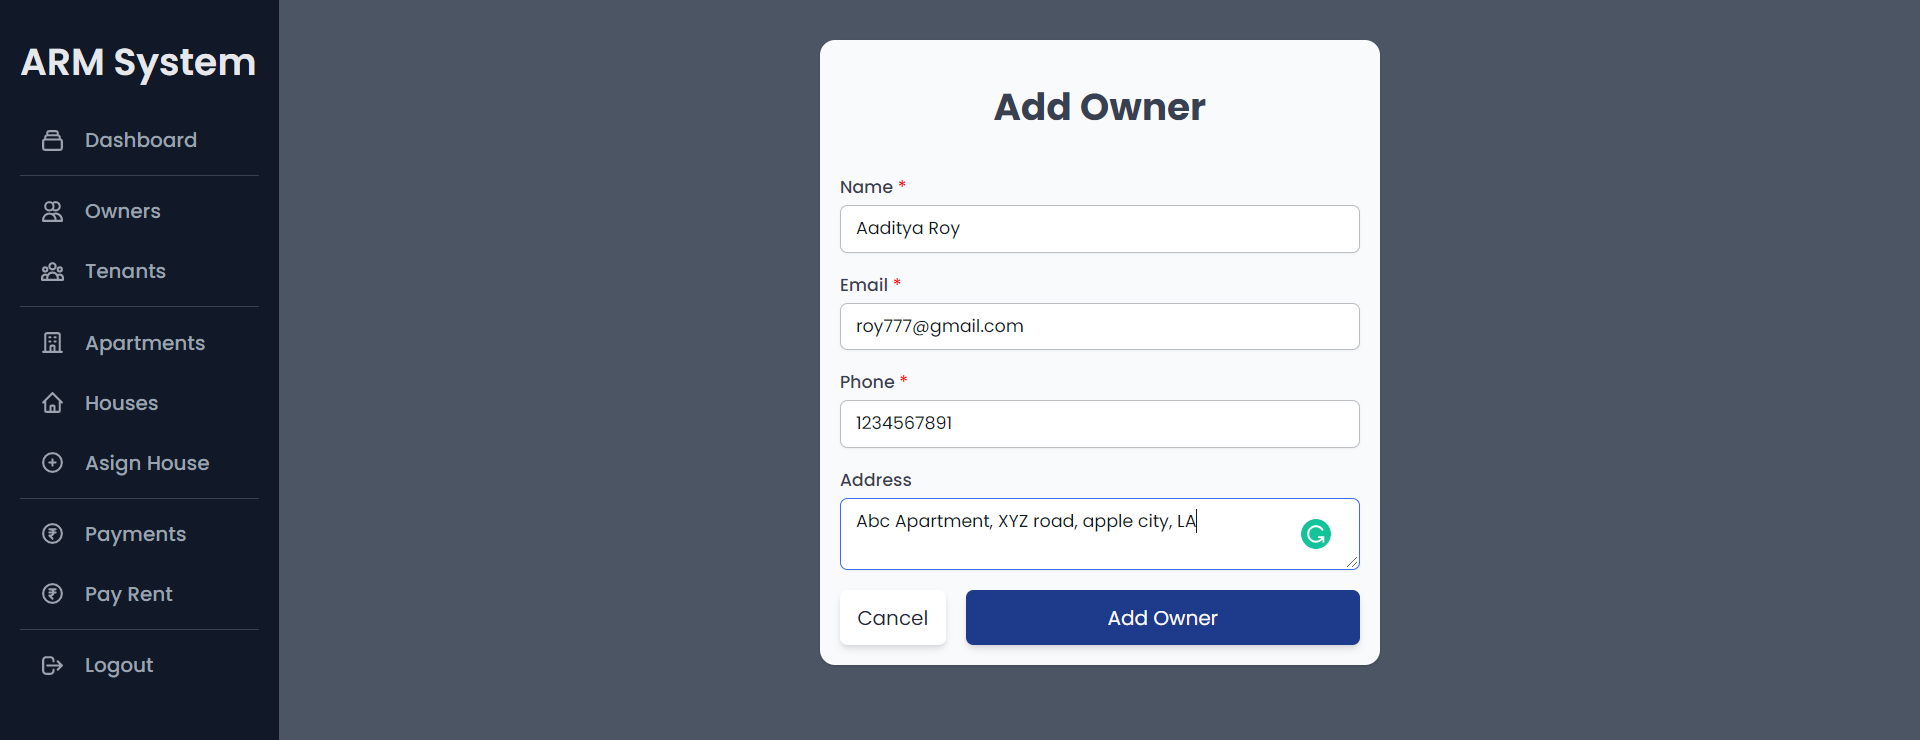 ARM System
Dashboard
Owners
Tenants
Apartments
Houses
Asign House
Payments
Pay Rent
Logout
Add Owner
Name *
Aaditya Roy
Email *
roy777@gmail.com
Phone *
1234567891
Address
Abc Apartment, XYZ road, apple city, LA
Cancel
Add Owner